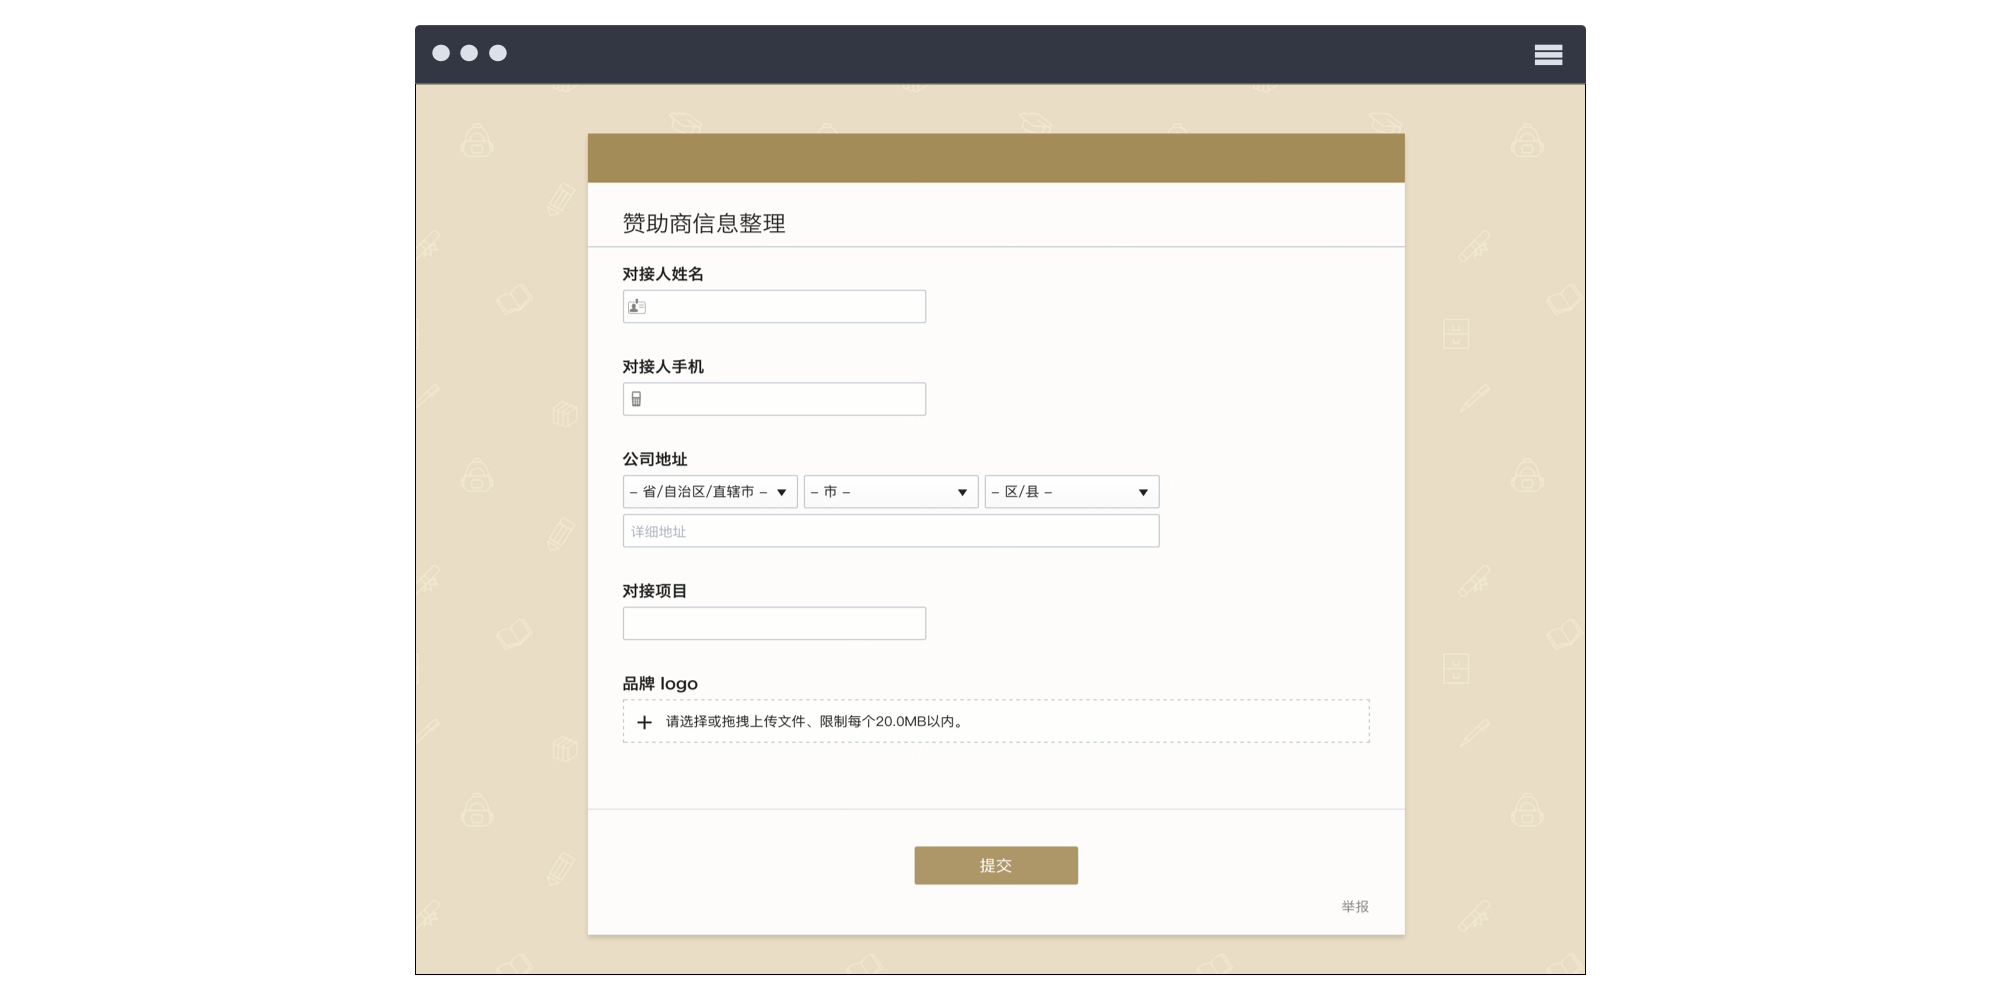 赞助商信息整理
对接人姓名
对接人手机
公司地址
– 省/自治区/直辖市 – – 市 – – 区/县 –
详细地址
对接项目
品牌 logo
请选择或拖拽上传文件、限制每个20.0MB以内。
提交
举报